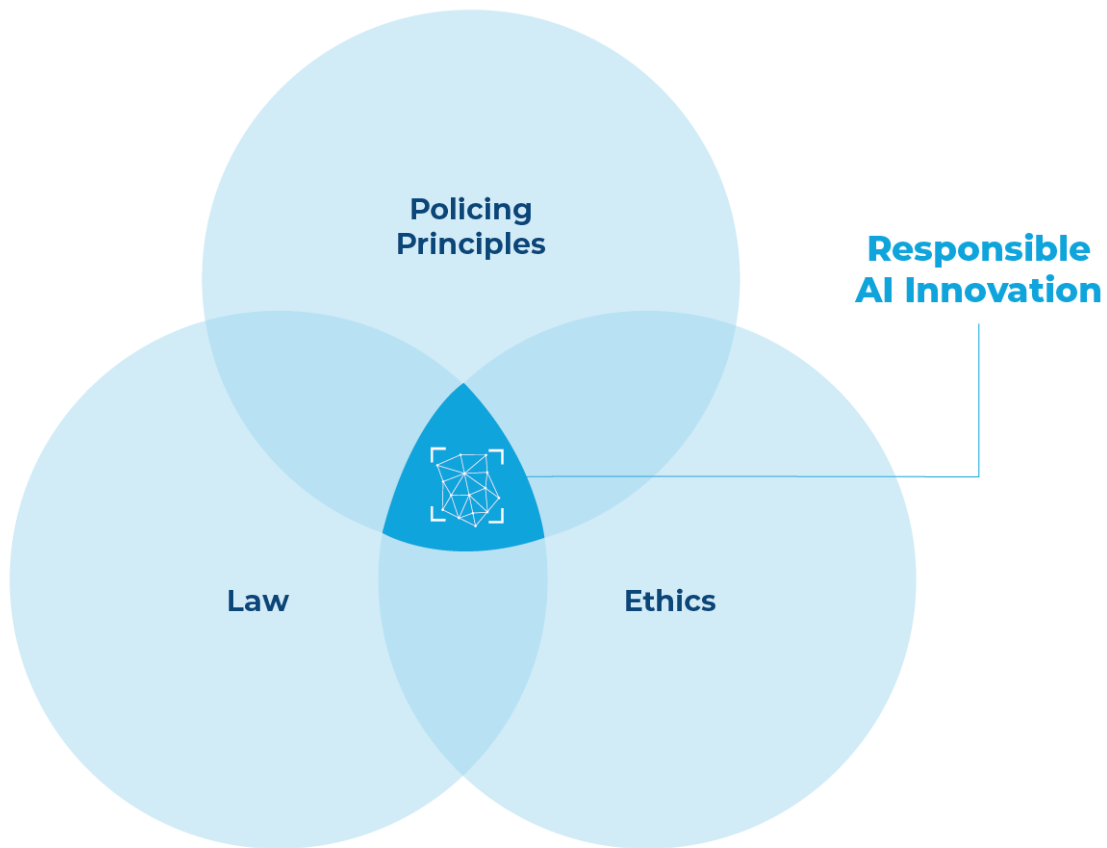 Policing
Principles
Responsible
AI Innovation
Law
Ethics